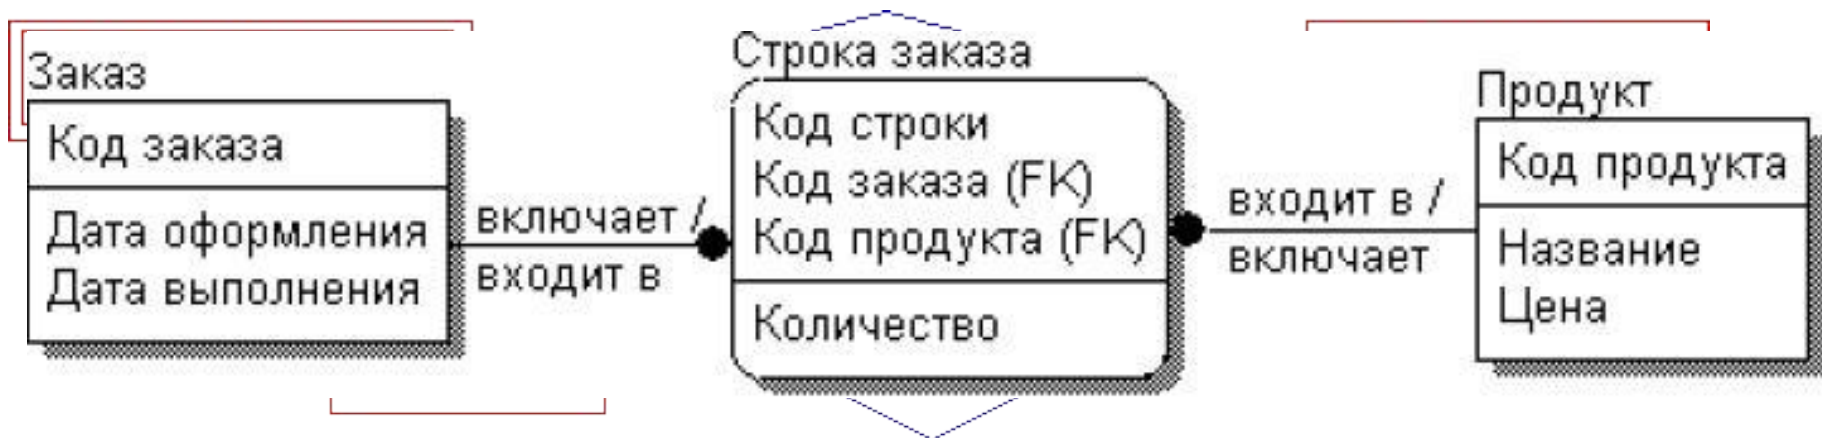 Заказ
Код заказа
Дата оформления
Дата выполнения
включает /
входит в
Строка заказа
Код строки
Код заказа (FK)
Код продукта (FK)
Количество
входит в /
включает
Продукт
Код продукта
Название
Цена